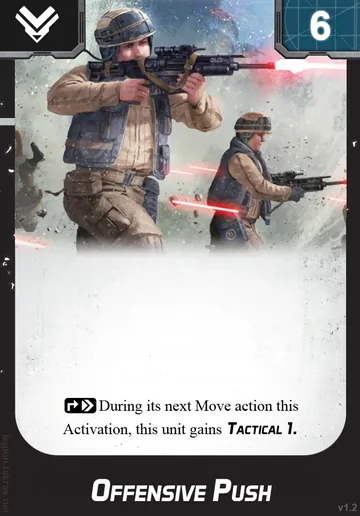 6
During its next Move action this
Activation, this unit gains TACTICAL 1.
OFFENSIVE PUSH
v1.2